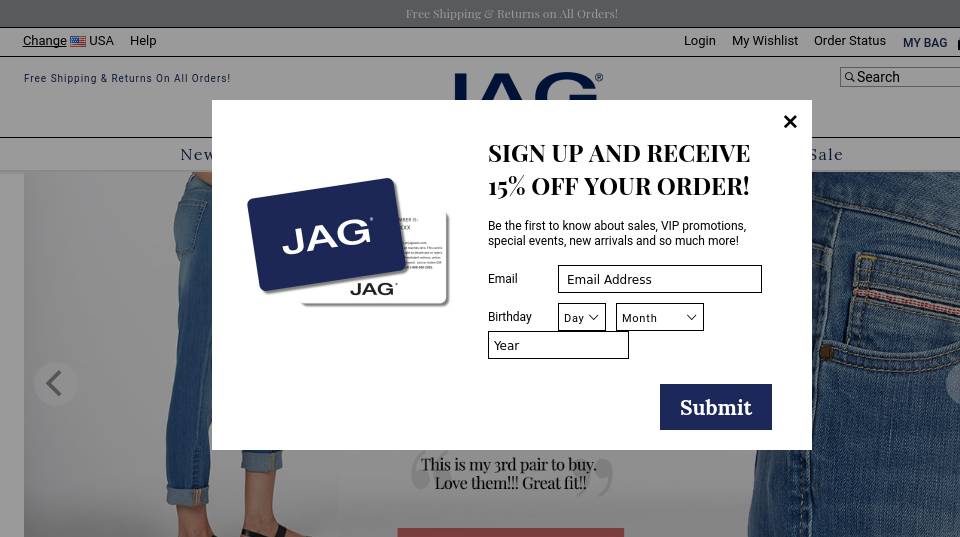 Free Shipping & Returns on All Orders!
Change USA Help
Login My Wishlist Order Status MY BAG
Free Shipping & Returns On All Orders!
JAG®
Search
New
Sale
SIGN UP AND RECEIVE
15% OFF YOUR ORDER!
Be the first to know about sales, VIP promotions,
special events, new arrivals and so much more!
JAG
JAG
Email Email Address
Birthday Day Month
Year
Submit
This is my 3rd pair to buy.
Love them!!! Great fit!!